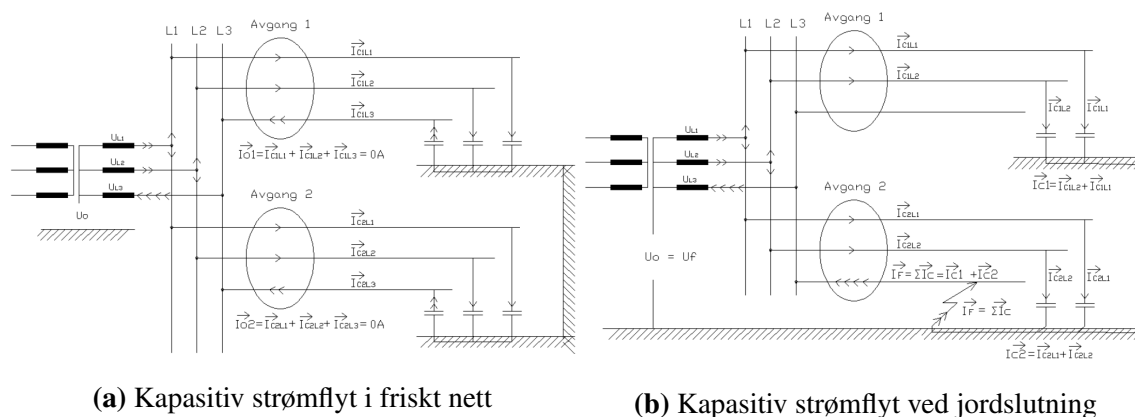 L1 L2 L3
Avgang 1
IC1L1
IC1L2
IC1L3
UL1
UL2
UL3
Uo
Io1=IC1L1+IC1L2+IC1L3=0A
Avgang 2
IC2L1
IC2L2
IC2L3
Io2=IC2L1+IC2L2+IC2L3=0A
(a) Kapasitiv strømflyt i friskt nett
L1 L2 L3
Avgang 1
IC1L1
IC1L2
IC1L2 IC1L1
UL1
UL2
UL3
IC1=IC1L2+IC1L1
Avgang 2
IC2L1
IC2L2
Uo = Uf
IF=ΣIC=IC1 +IC2
IC2L2 IC2L1
IF= ΣIC
IC2=IC2L1+IC2L2
(b) Kapasitiv strømflyt ved jordslutning